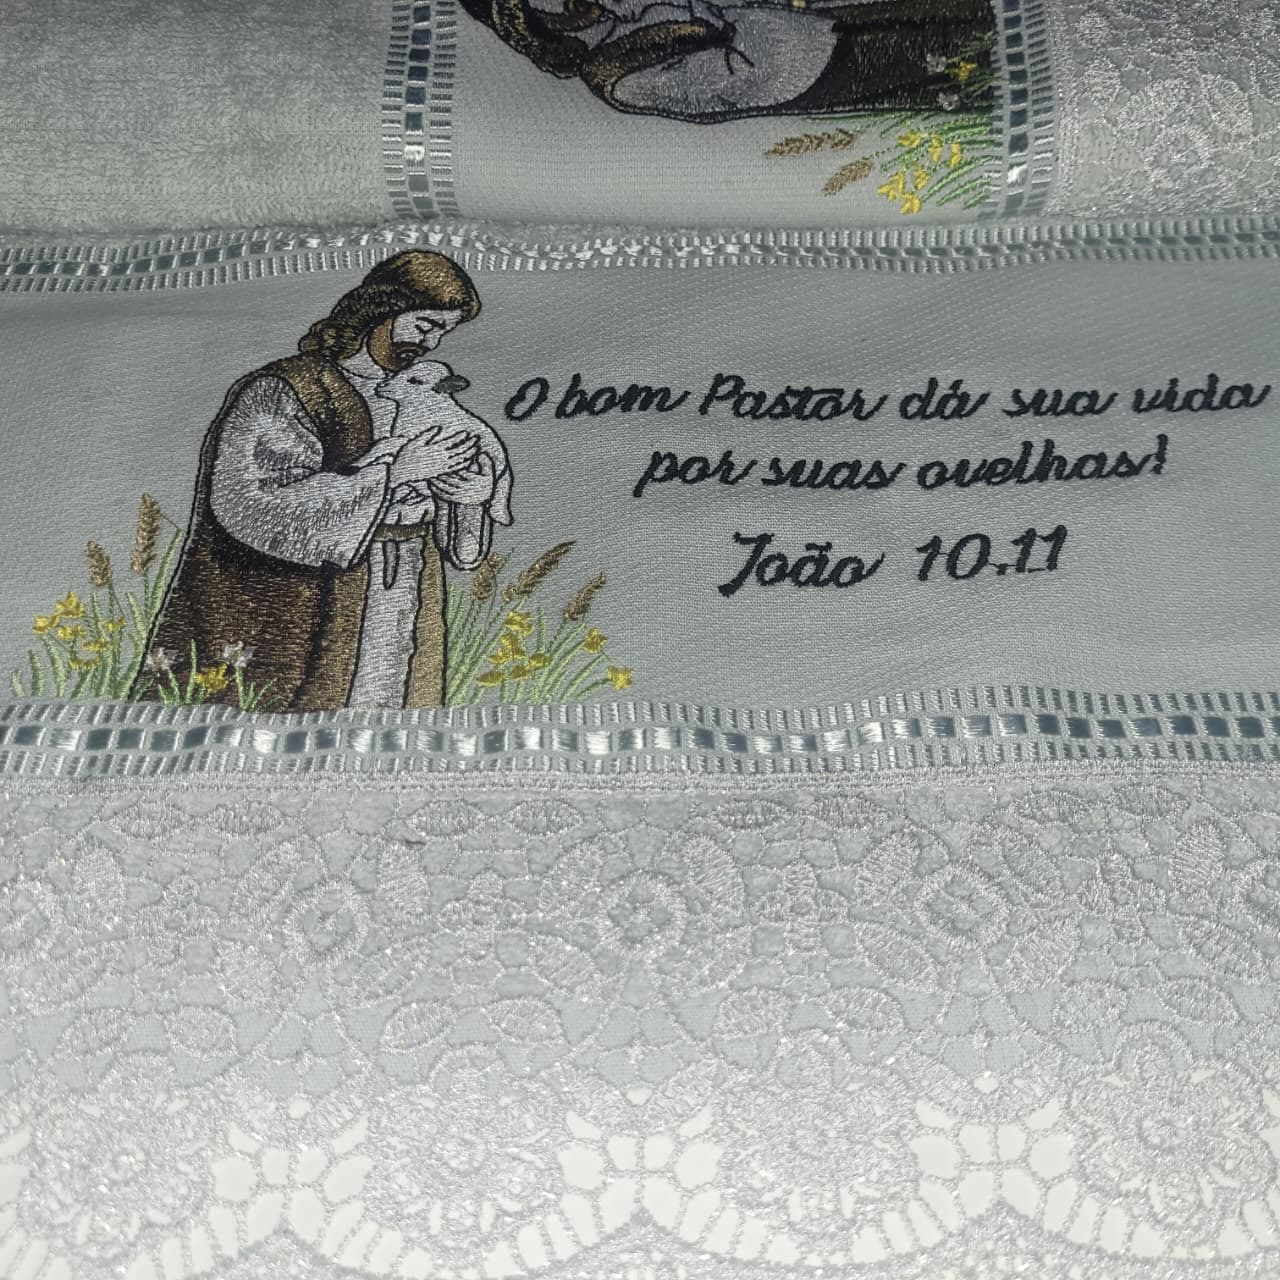 O bom Pastor dá sua vida
por suas ovelhas!
João 10.11